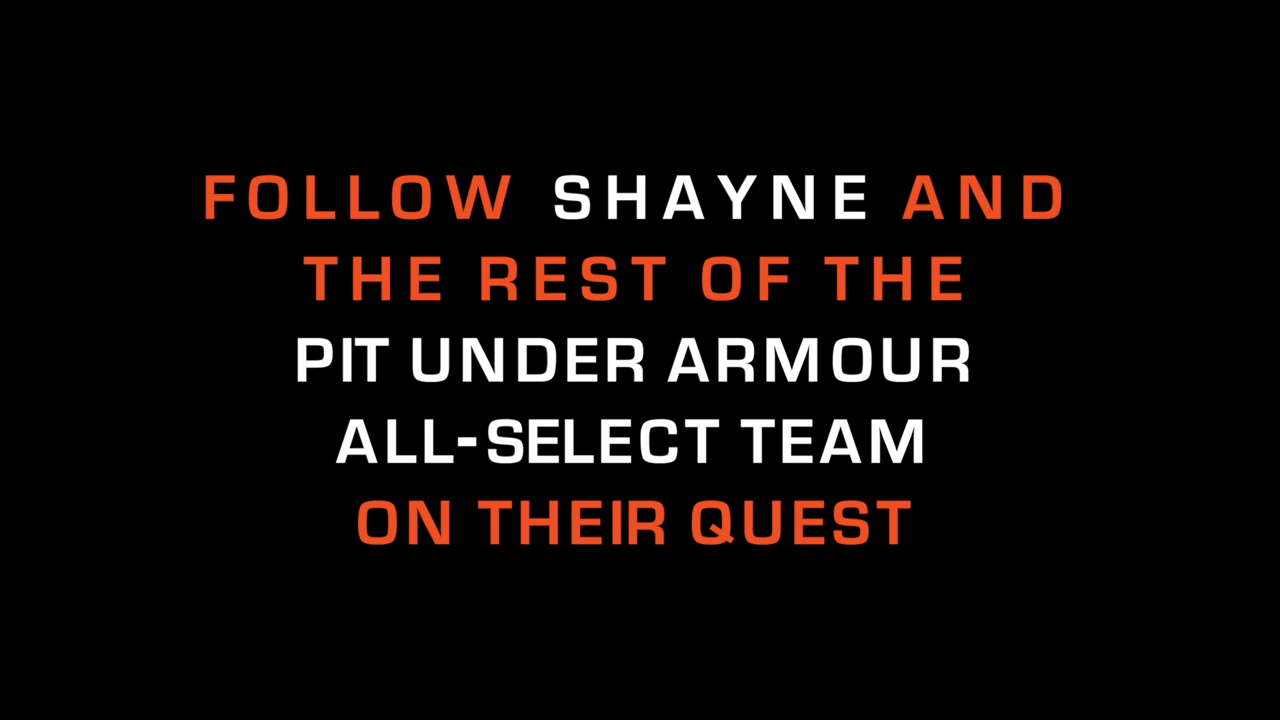 FOLLOW SHAYNE AND
THE REST OF THE
PIT UNDER ARMOUR
ALL-SELECT TEAM
ON THEIR QUEST